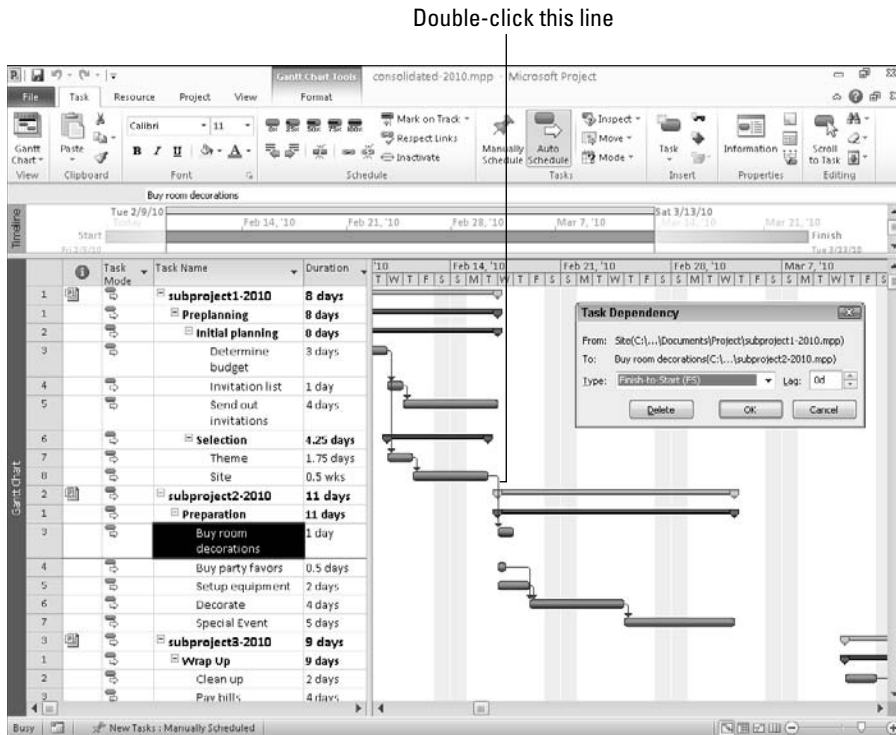 Double-click this line
Gantt Chart Tools consolidated-2010.mpp - Microsoft Project
File Task Resource Project View Format
Calibri 11
Mark on Track
Respect Links
Inactivate
Inspect
Move
Mode
Gantt Chart
Paste
B I U A
Manually Schedule
Auto Schedule
Task
Information
Scroll to Task
View Clipboard Font Schedule Tasks Insert Properties Editing
Buy room decorations
Timeline
Tue 2/9/10 Sat 3/13/10
Today Feb 14, '10 Feb 21, '10 Feb 28, '10 Mar 7, '10 Mar 14, '10 Mar 21, '10
Start Finish
Tue 3/23/10
Task Mode Task Name Duration
'10 Feb 14, '10 Feb 21, '10 Feb 28, '10 Mar 7, '10
T W T F S S M T W T F S S M T W T F S S M T W T F S S M T W T F S
Gantt Chart
1 subproject1-2010 8 days
1 Preplanning 8 days
2 Initial planning 8 days
3 Determine budget 3 days
4 Invitation list 1 day
5 Send out invitations 4 days
6 Selection 4.25 days
7 Theme 1.75 days
8 Site 0.5 wks
2 subproject2-2010 11 days
1 Preparation 11 days
3 Buy room decorations 1 day
4 Buy party favors 0.5 days
5 Setup equipment 2 days
6 Decorate 4 days
7 Special Event 5 days
3 subproject3-2010 9 days
1 Wrap Up 9 days
2 Clean up 2 days
3 Pay bills 4 days
Task Dependency
From: Site(C:\...\Documents\Project\subproject1-2010.mpp)
To: Buy room decorations(C:\...\subproject2-2010.mpp)
Type: Finish-to-Start (FS) Lag: 0d
Delete OK Cancel
Busy New Tasks : Manually Scheduled